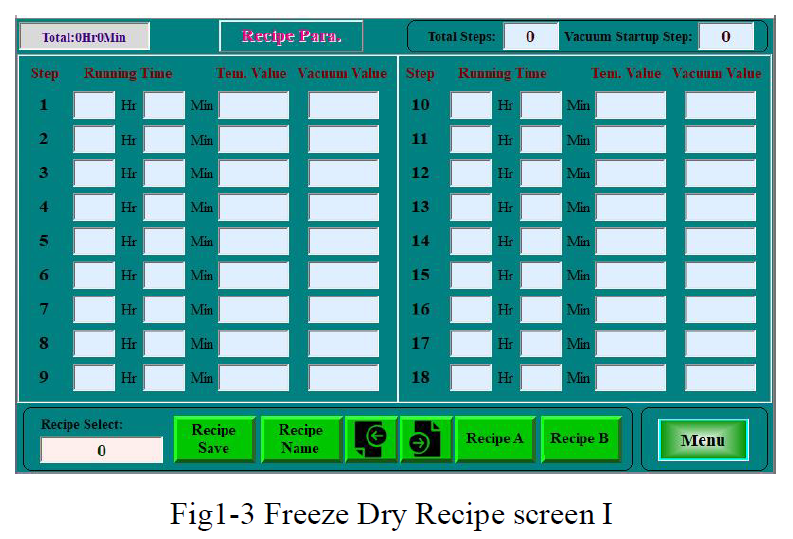 Total:0Hr0Min Recipe Para. Total Steps: 0 Vacuum Startup Step: 0
Step Running Time Tem. Value Vacuum Value Step Running Time Tem. Value Vacuum Value
1 Hr Min 10 Hr Min
2 Hr Min 11 Hr Min
3 Hr Min 12 Hr Min
4 Hr Min 13 Hr Min
5 Hr Min 14 Hr Min
6 Hr Min 15 Hr Min
7 Hr Min 16 Hr Min
8 Hr Min 17 Hr Min
9 Hr Min 18 Hr Min
Recipe Select:
0
Recipe
Save
Recipe
Name
Recipe A
Recipe B
Menu
Fig1-3 Freeze Dry Recipe screen I